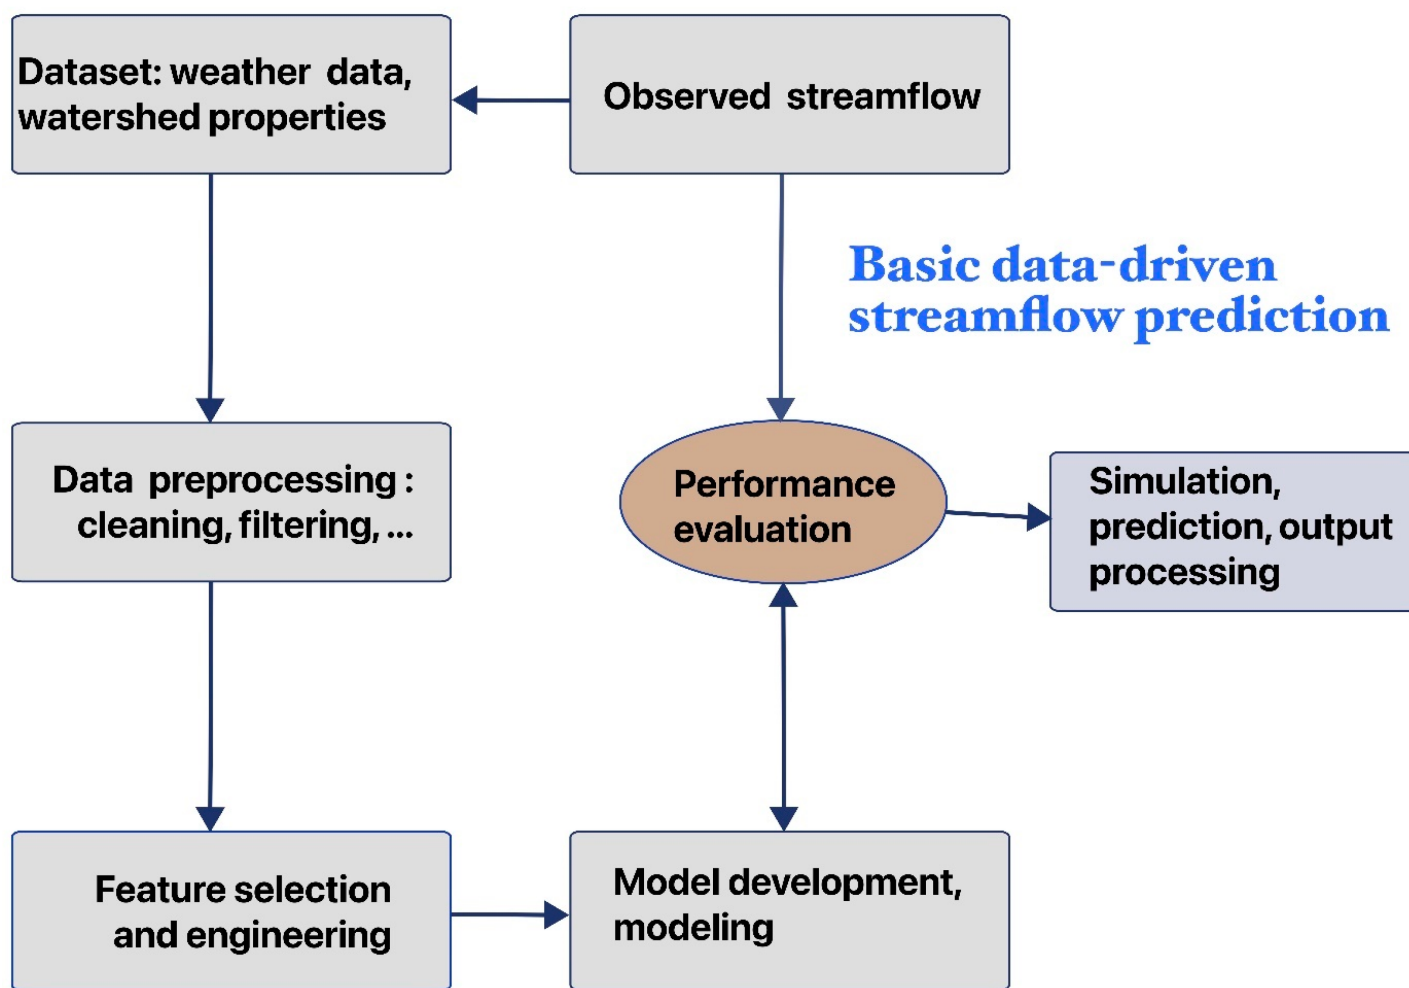 Dataset: weather data,
watershed properties
Observed streamflow
Basic data-driven
streamflow prediction
Data preprocessing :
cleaning, filtering, ...
Performance
evaluation
Simulation,
prediction, output
processing
Feature selection
and engineering
Model development,
modeling